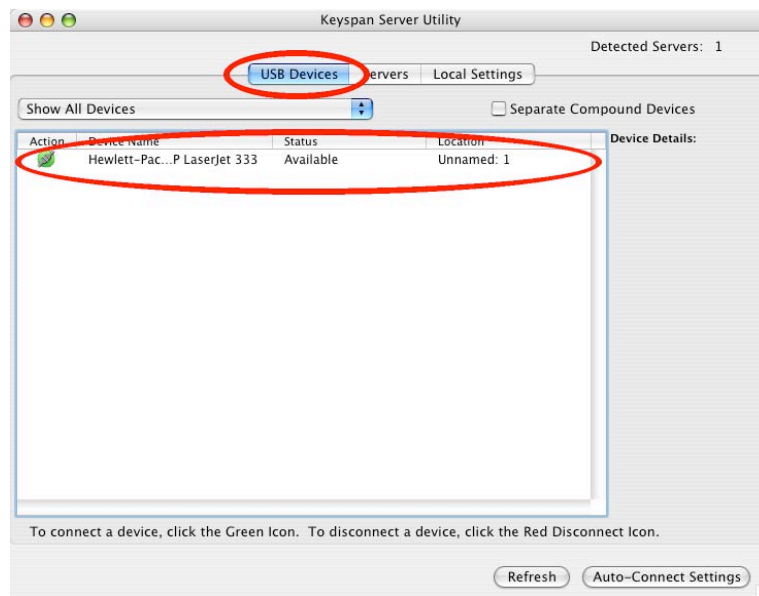 Keyspan Server Utility
Detected Servers: 1
USB Devices ervers Local Settings
Show All Devices Separate Compound Devices
Action Device Name Status Location Device Details:
Hewlett-Pac...P LaserJet 333 Available Unnamed: 1
To connect a device, click the Green Icon. To disconnect a device, click the Red Disconnect Icon.
Refresh Auto-Connect Settings